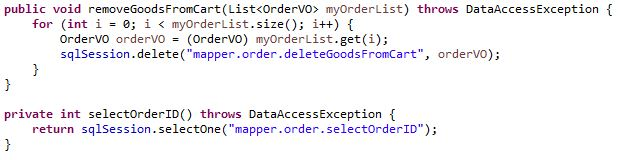 public void removeGoodsFromCart(List<OrderVO> myOrderList) throws DataAccessException {
for (int i = 0; i < myOrderList.size(); i++) {
OrderVO orderVO = (OrderVO) myOrderList.get(i);
sqlSession.delete("mapper.order.deleteGoodsFromCart", orderVO);
}
}
private int selectOrderID() throws DataAccessException {
return sqlSession.selectOne("mapper.order.selectOrderID");
}